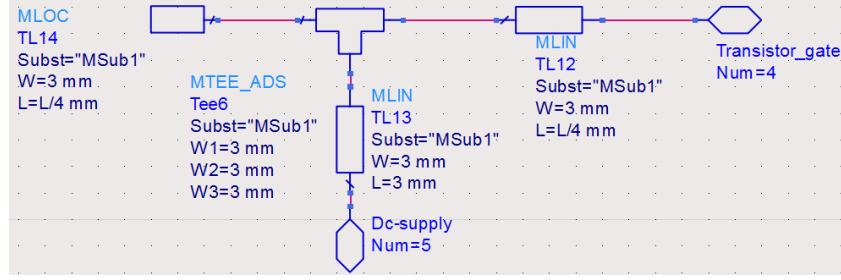 MLOC
TL14
Subst="MSub1"
W=3 mm
L=L/4 mm
MTEE_ADS
Tee6
Subst="MSub1"
W1=3 mm
W2=3 mm
W3=3 mm
MLIN
TL13
Subst="MSub1"
W=3 mm
L=3 mm
MLIN
TL12
Subst="MSub1"
W=3 mm
L=L/4 mm
Transistor_gate
Num=4
Dc-supply
Num=5